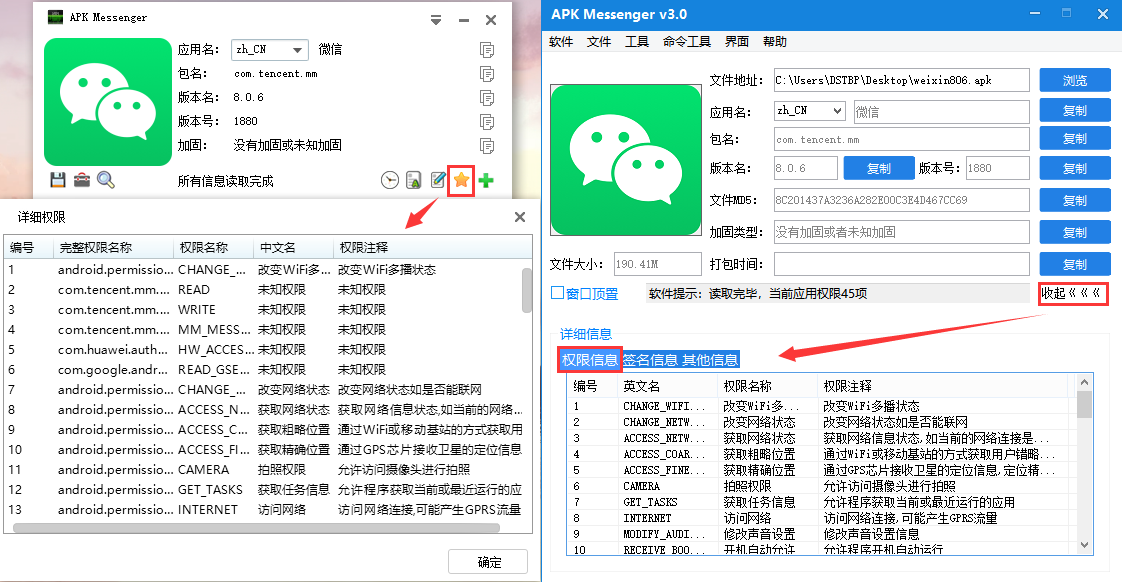 APK Messenger
应用名: zh_CN 微信
包名: com.tencent.mm
版本名: 8.0.6
版本号: 1880
加固: 没有加固或未知加固
所有信息读取完成
详细权限
编号 完整权限名称 权限名称 中文名 权限注释
1 android.permissio... CHANGE_... 改变WiFi多... 改变WiFi多播状态
2 com.tencent.mm.... READ 未知权限 未知权限
3 com.tencent.mm.... WRITE 未知权限 未知权限
4 com.tencent.mm.... MM_MESS... 未知权限 未知权限
5 com.huawei.auth... HW_ACCES... 未知权限 未知权限
6 com.google.andr... READ_GSE... 未知权限 未知权限
7 android.permissio... CHANGE_... 改变网络状态 改变网络状态如是否能联网
8 android.permissio... ACCESS_N... 获取网络状态 获取网络信息状态,如当前的网络...
9 android.permissio... ACCESS_C... 获取粗略位置 通过WiFi或移动基站的方式获取用
10 android.permissio... ACCESS_FI... 获取精确位置 通过GPS芯片接收卫星的定位信息
11 android.permissio... CAMERA 拍照权限 允许访问摄像头进行拍照
12 android.permissio... GET_TASKS 获取任务信息 允许程序获取当前或最近运行的应
13 android.permissio... INTERNET 访问网络 访问网络连接,可能产生GPRS流量
确定
APK Messenger v3.0
软件 文件 工具 命令工具 界面 帮助
文件地址: C:\Users\DSTBP\Desktop\weixin806.apk 浏览
应用名: zh_CN 微信 复制
包名: com.tencent.mm 复制
版本名: 8.0.6 复制 版本号: 1880 复制
文件MD5: 8C201437A3236A282E00C3E4D467CC69 复制
加固类型: 没有加固或者未知加固 复制
文件大小: 190.41M 打包时间: 复制
窗口顶置 软件提示: 读取完毕，当前应用权限45项 收起《《《
详细信息
权限信息 签名信息 其他信息
编号 英文名 权限名称 权限注释
1 CHANGE_WIFI... 改变WiFi多... 改变WiFi多播状态
2 CHANGE_NETW... 改变网络状态 改变网络状态如是否能联网
3 ACCESS_NETW... 获取网络状态 获取网络信息状态,如当前的网络连接是...
4 ACCESS_COAR... 获取粗略位置 通过WiFi或移动基站的方式获取用户错略...
5 ACCESS_FINE... 获取精确位置 通过GPS芯片接收卫星的定位信息,定位精...
6 CAMERA 拍照权限 允许访问摄像头进行拍照
7 GET_TASKS 获取任务信息 允许程序获取当前或最近运行的应用
8 INTERNET 访问网络 访问网络连接,可能产生GPRS流量
9 MODIFY_AUDI... 修改声音设置 修改声音设置信息
10 RECEIVE_BOO... 开机自动允许 允许程序开机自动运行